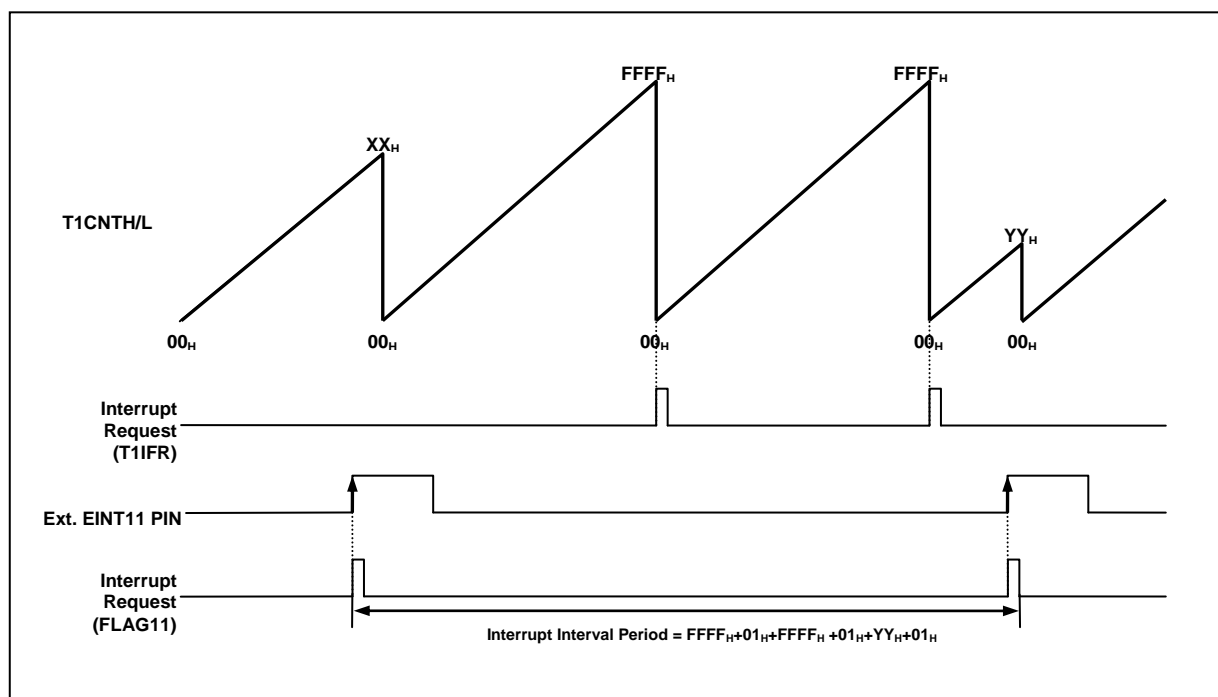 FFFFH
FFFFH
XXH
T1CNTH/L
YYH
00H
00H
00H
00H
00H
Interrupt
Request
(T1IFR)
Ext. EINT11 PIN
Interrupt
Request
(FLAG11)
Interrupt Interval Period = FFFFH+01H+FFFFH +01H+YYH+01H